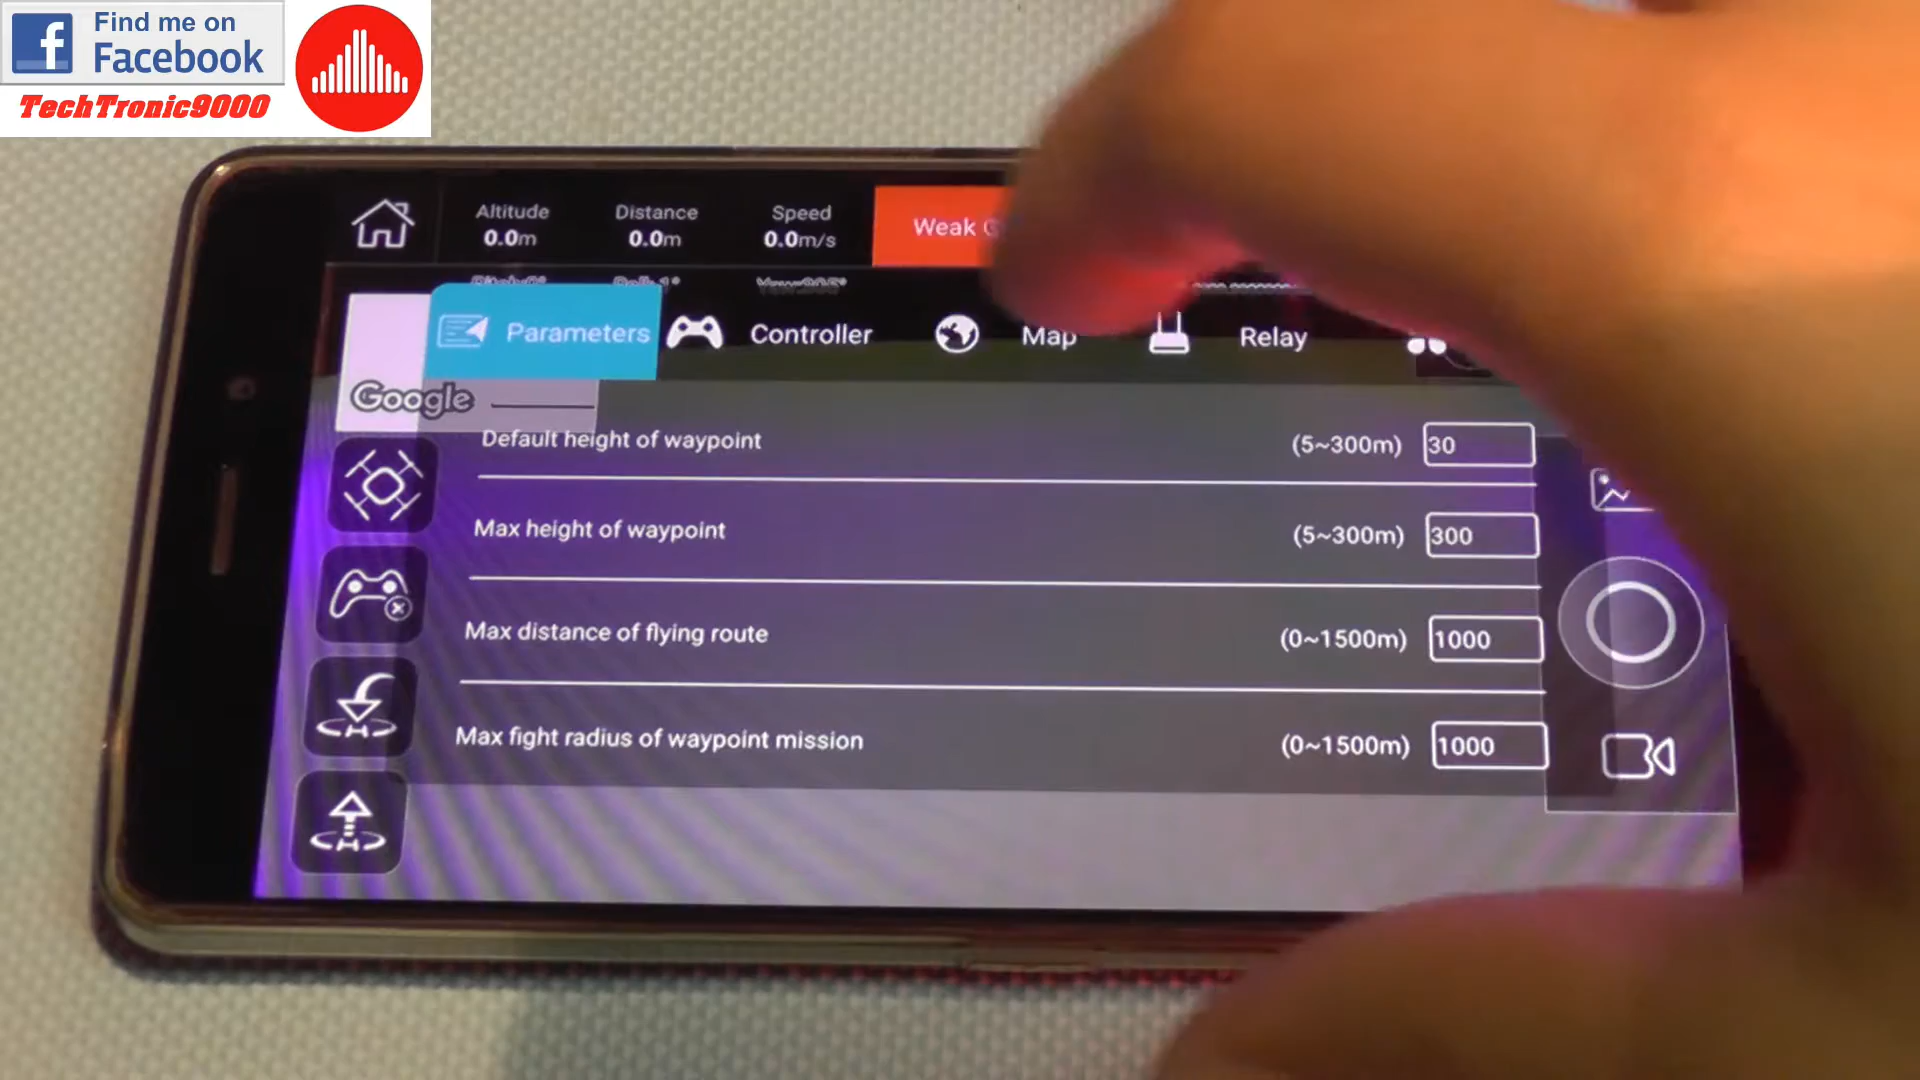 Find me on
Facebook
TechTronic9000
Altitude
0.0m
Distance
0.0m
Speed
0.0m/s
Weak
Parameters
Controller
Map
Relay
Google
Default height of waypoint (5~300m) 30
Max height of waypoint (5~300m) 300
Max distance of flying route (0~1500m) 1000
Max fight radius of waypoint mission (0~1500m) 1000